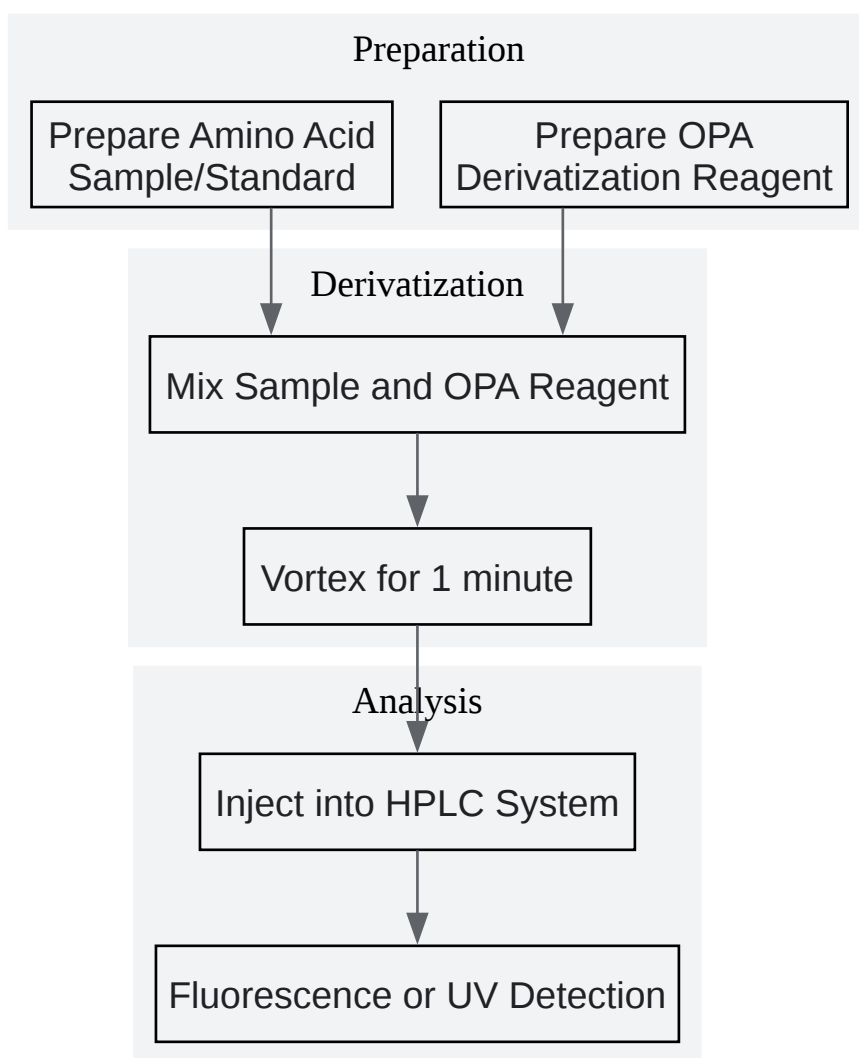 Preparation
Prepare Amino Acid
Sample/Standard
Prepare OPA
Derivatization Reagent
Derivatization
Mix Sample and OPA Reagent
Vortex for 1 minute
Analysis
Inject into HPLC System
Fluorescence or UV Detection